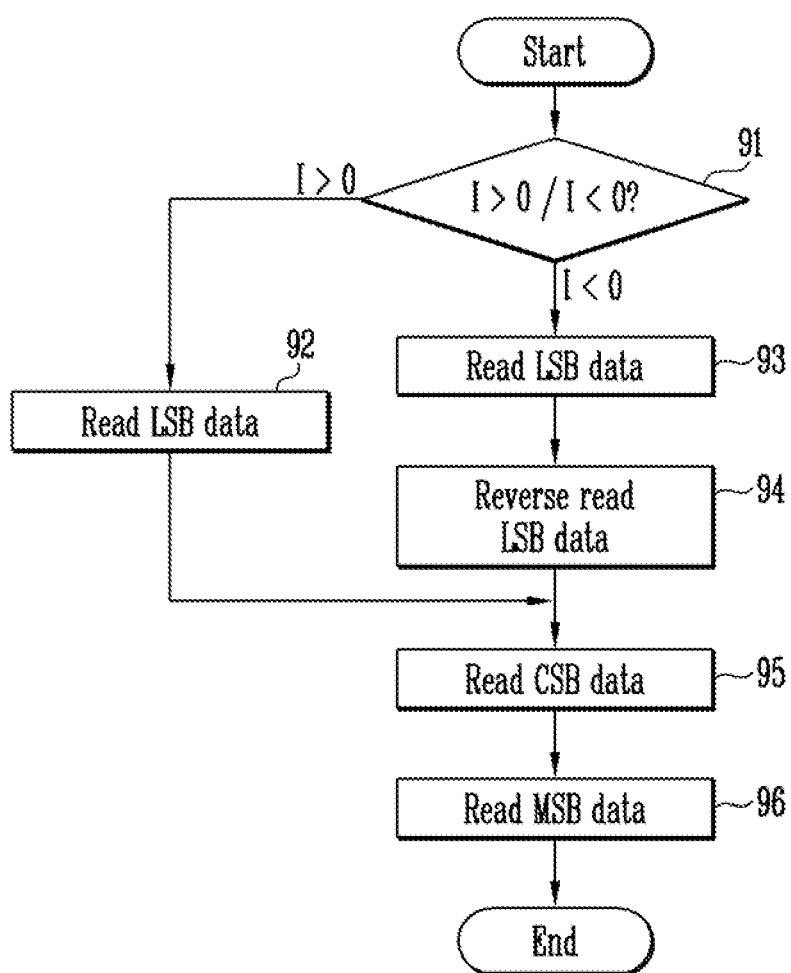 Start
91
I > 0
I > 0 / I < 0?
I < 0
92
Read LSB data
93
Read LSB data
Reverse read
LSB data
94
Read CSB data
95
Read MSB data
96
End